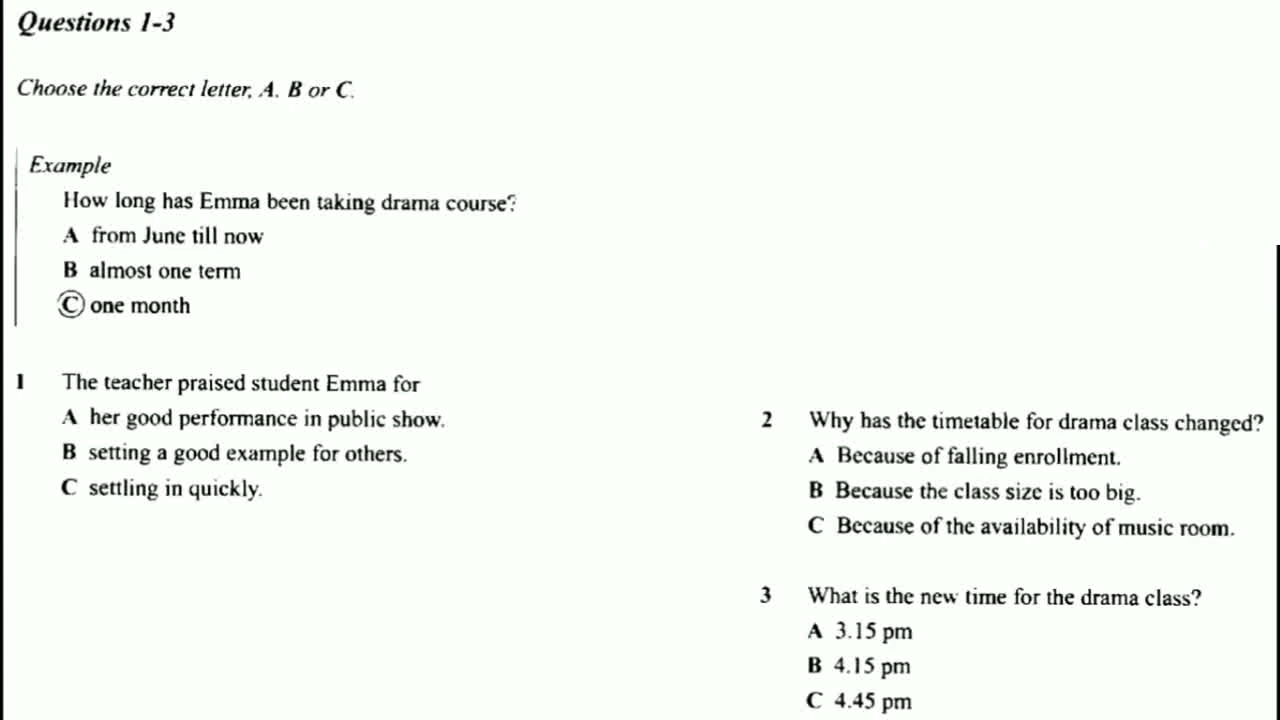 Questions 1-3
Choose the correct letter, A. B or C.
Example
How long has Emma been taking drama course?
A from June till now
B almost one term
C one month
1 The teacher praised student Emma for
A her good performance in public show.
B setting a good example for others.
C settling in quickly.
2 Why has the timetable for drama class changed?
A Because of falling enrollment.
B Because the class size is too big.
C Because of the availability of music room.
3 What is the new time for the drama class?
A 3.15 pm
B 4.15 pm
C 4.45 pm